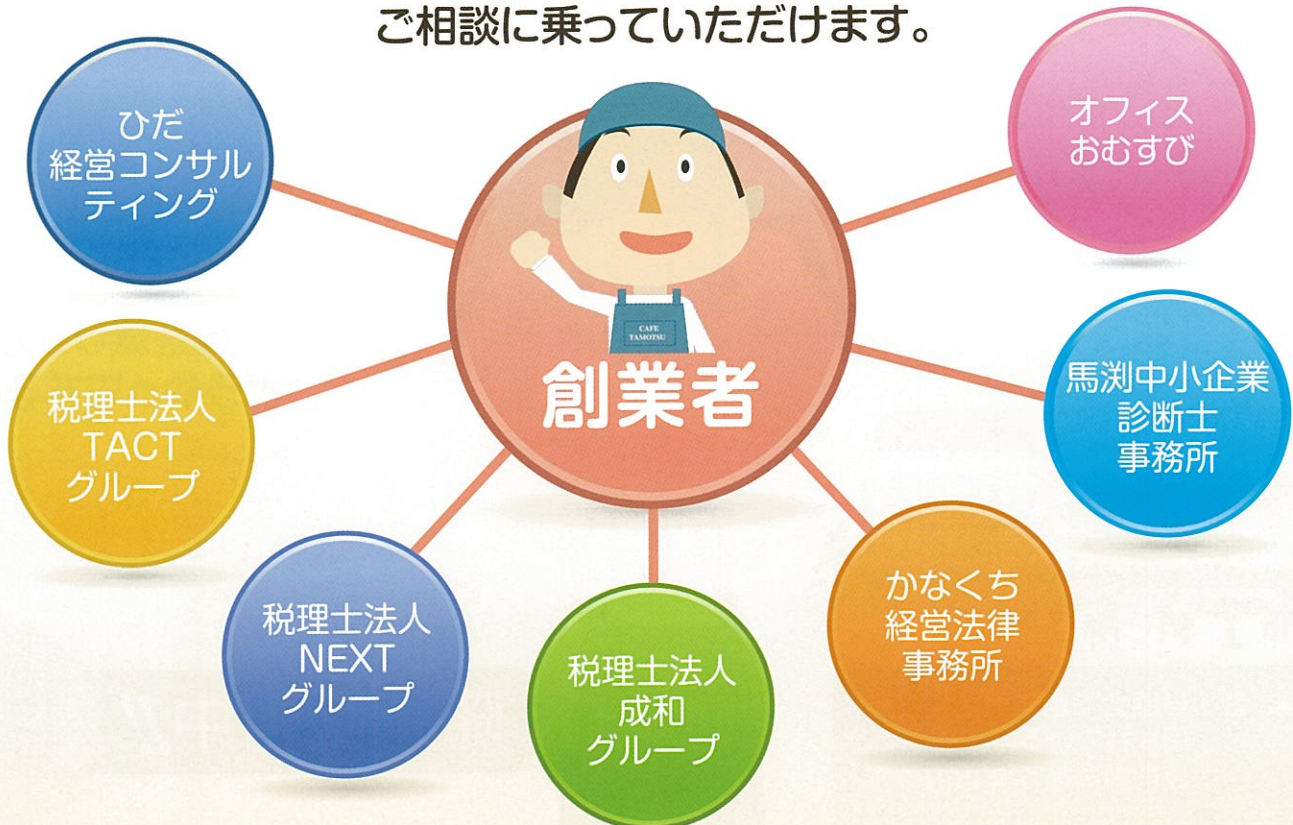 ご相談に乗っていただけます。
ひだ
経営コンサル
ティング
オフィス
おむすび
CAFE
TAMOTSU
創業者
税理士法人
TACT
グループ
馬渕中小企業
診断士
事務所
税理士法人
NEXT
グループ
税理士法人
成和
グループ
かなくち
経営法律
事務所